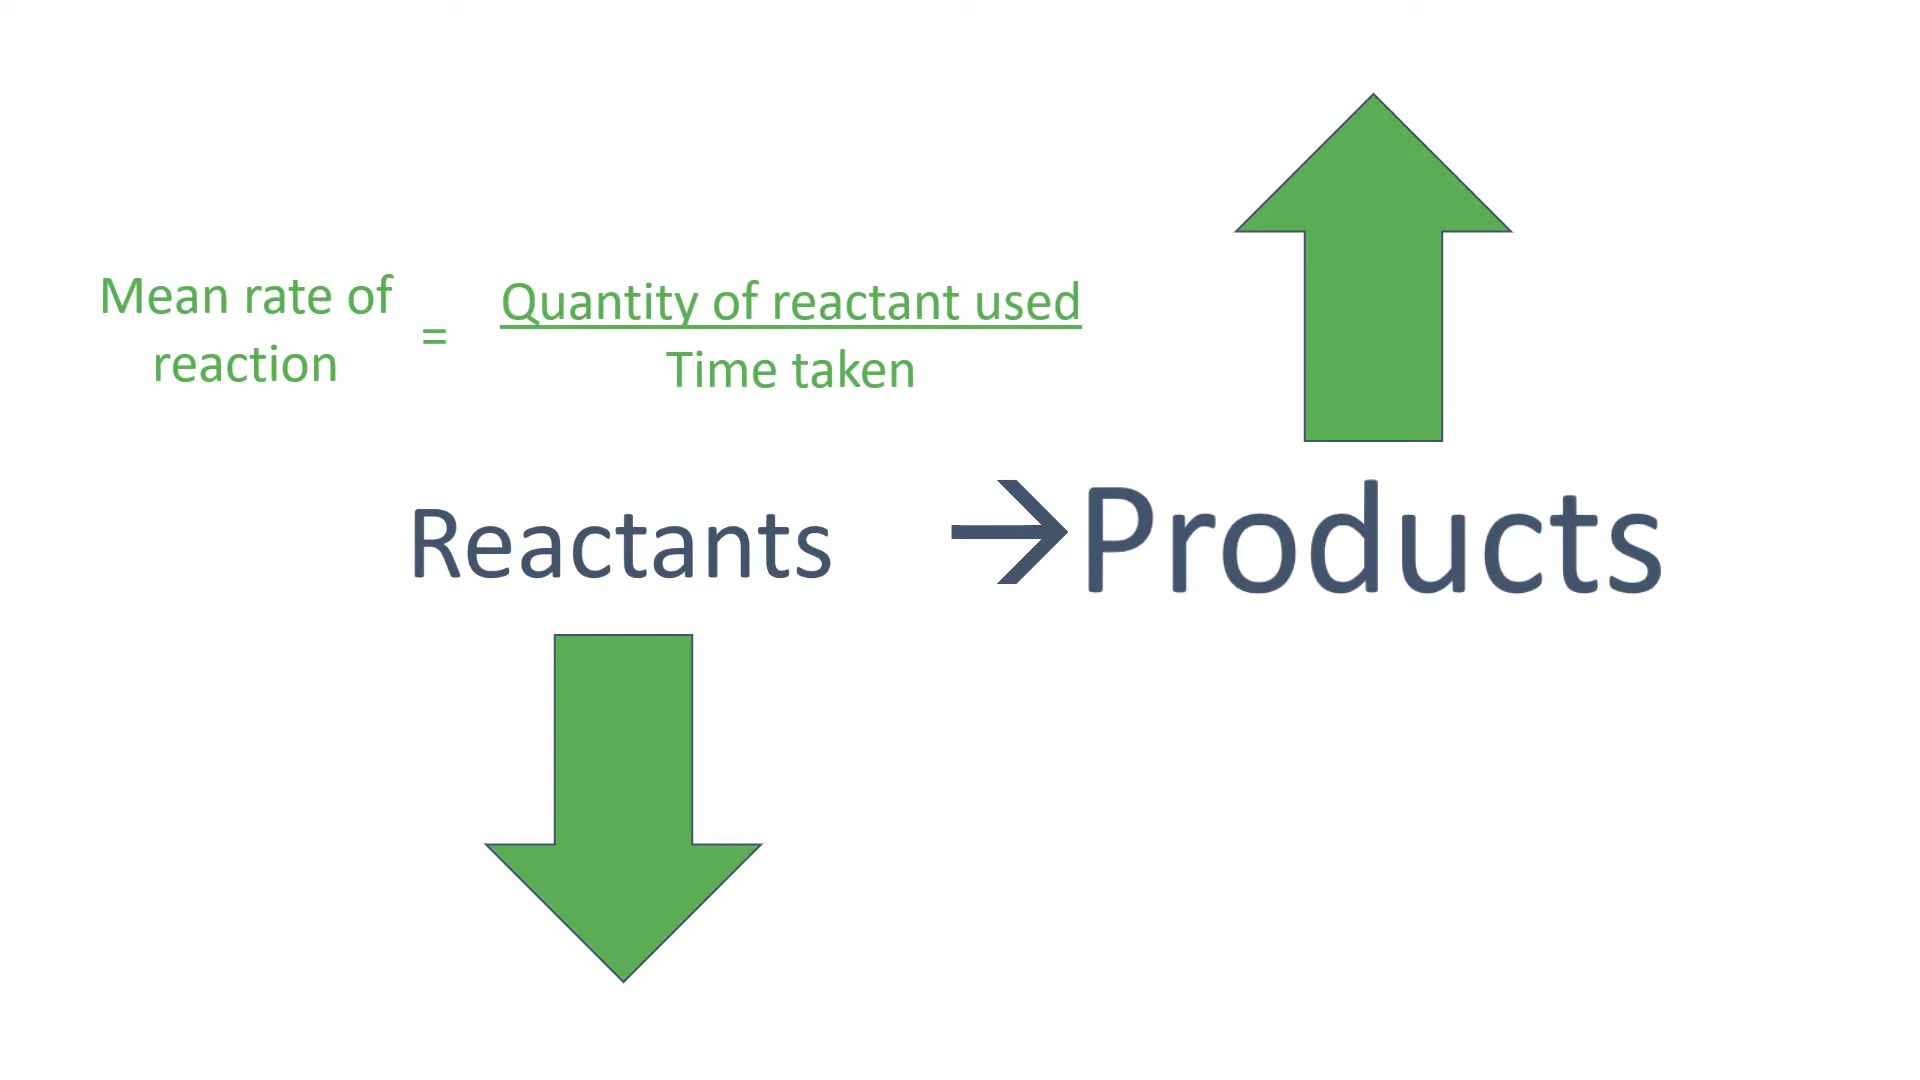 Mean rate of
reaction
=
Quantity of reactant used
Time taken
Reactants → Products